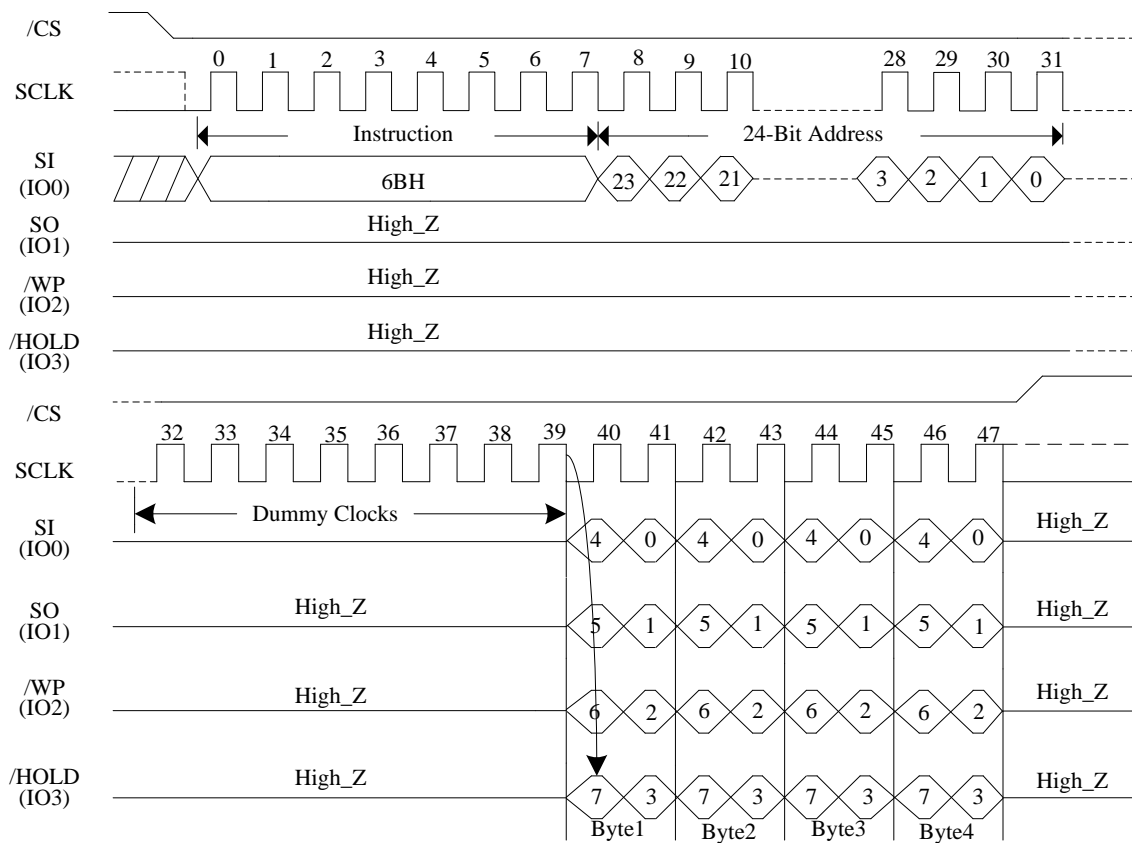 /CS
0 1 2 3 4 5 6 7 8 9 10 28 29 30 31
SCLK
Instruction 24-Bit Address
SI
(IO0)
6BH 23 22 21 3 2 1 0
SO
(IO1)
High_Z
/WP
(IO2)
High_Z
/HOLD
(IO3)
High_Z
/CS
32 33 34 35 36 37 38 39 40 41 42 43 44 45 46 47
SCLK
Dummy Clocks
SI
(IO0)
4 0 4 0 4 0 4 0 High_Z
SO
(IO1)
High_Z 5 1 5 1 5 1 5 1 High_Z
/WP
(IO2)
High_Z 6 2 6 2 6 2 6 2 High_Z
/HOLD
(IO3)
High_Z 7 3 7 3 7 3 7 3 High_Z
Byte1 Byte2 Byte3 Byte4